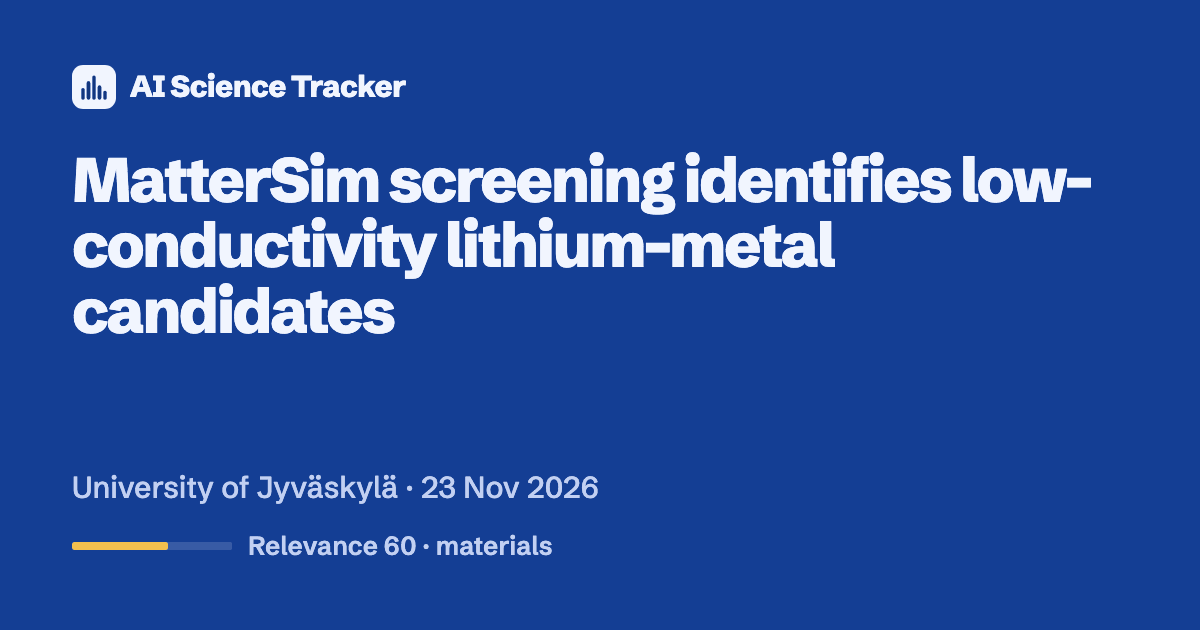 AI Science Tracker
MatterSim screening identifies low-
conductivity lithium-metal
candidates
University of Jyväskylä · 23 Nov 2026
Relevance 60 · materials